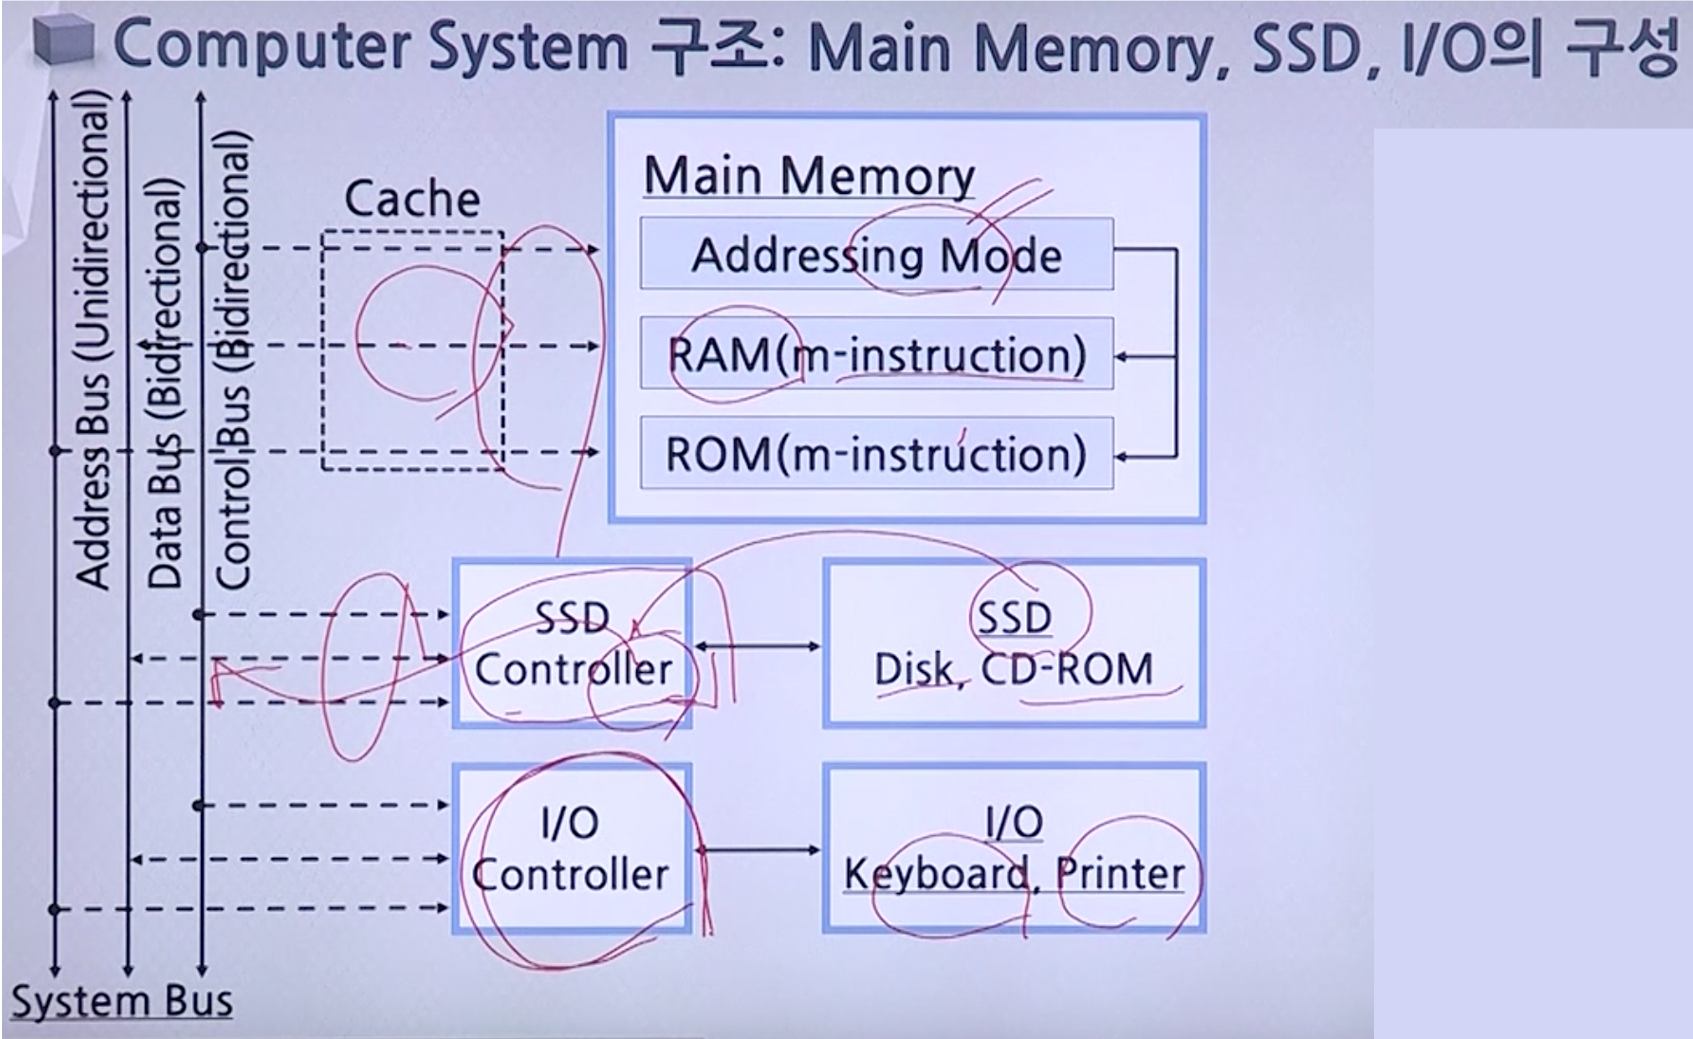 Computer System 구조: Main Memory, SSD, I/O의 구성
Address Bus (Unidirectional)
Data Bus (Bidirectional)
Control Bus (Bidirectional)
Cache
Main Memory
Addressing Mode
RAM(m-instruction)
ROM(m-instruction)
SSD
Controller
SSD
Disk, CD-ROM
I/O
Controller
I/O
Keyboard, Printer
System Bus